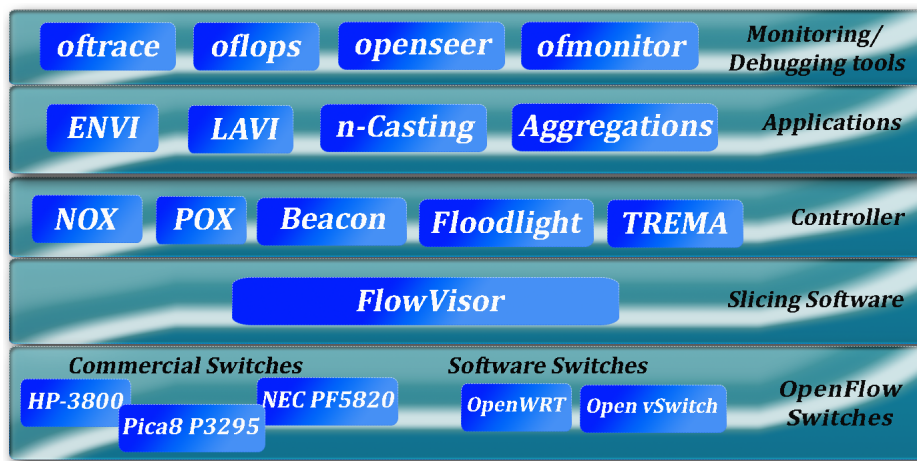 oftrace oflops openseer ofmonitor
Monitoring/
Debugging tools
ENVI LAVI n-Casting Aggregations Applications
NOX POX Beacon Floodlight TREMA Controller
FlowVisor Slicing Software
Commercial Switches Software Switches
HP-3800 NEC PF5820 OpenWRT Open vSwitch
Pica8 P3295
OpenFlow
Switches